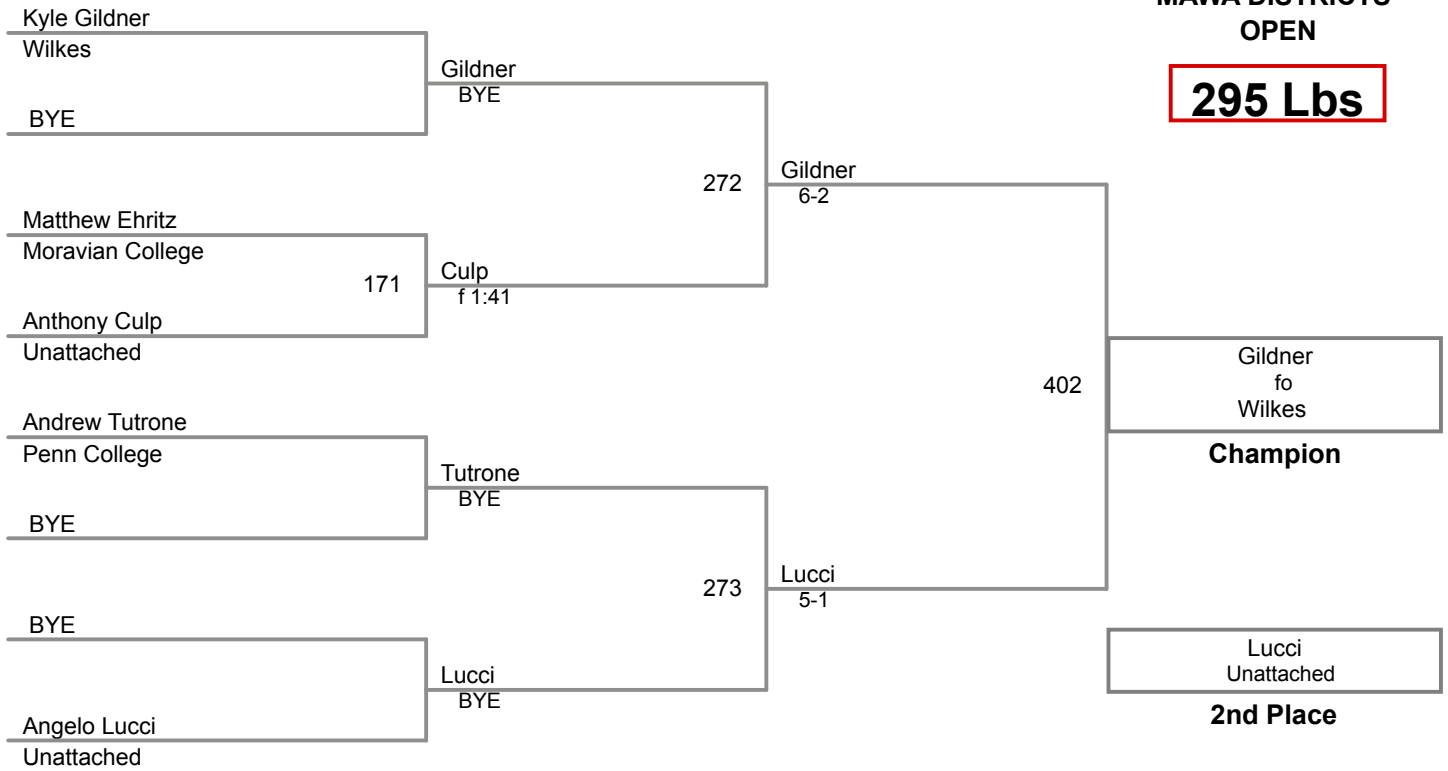 MAWA DISTRICTS
OPEN
295 Lbs
Kyle Gildner
Wilkes
BYE
Gildner
BYE
Matthew Ehritz
Moravian College
171
Anthony Culp
Unattached
Culp
f 1:41
272
Gildner
6-2
Andrew Tutrone
Penn College
BYE
Tutrone
BYE
BYE
Angelo Lucci
Unattached
Lucci
BYE
273
Lucci
5-1
402
Gildner
fo
Wilkes
Champion
Lucci
Unattached
2nd Place